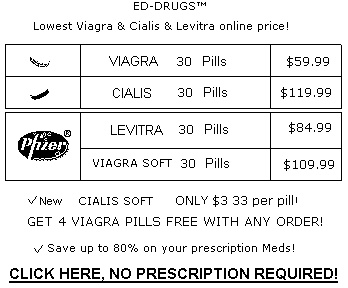 ED-DRUGS™
Lowest Viagra & Cialis & Levitra online price!
VIAGRA 30 Pills $59.99
CIALIS 30 Pills $119.99
Pfizer®
LEVITRA 30 Pills $84.99
VIAGRA SOFT 30 Pills $109.99
✓New CIALIS SOFT ONLY $3 33 per pill!
GET 4 VIAGRA PILLS FREE WITH ANY ORDER!
✓ Save up to 80% on your prescription Meds!
CLICK HERE, NO PRESCRIPTION REQUIRED!